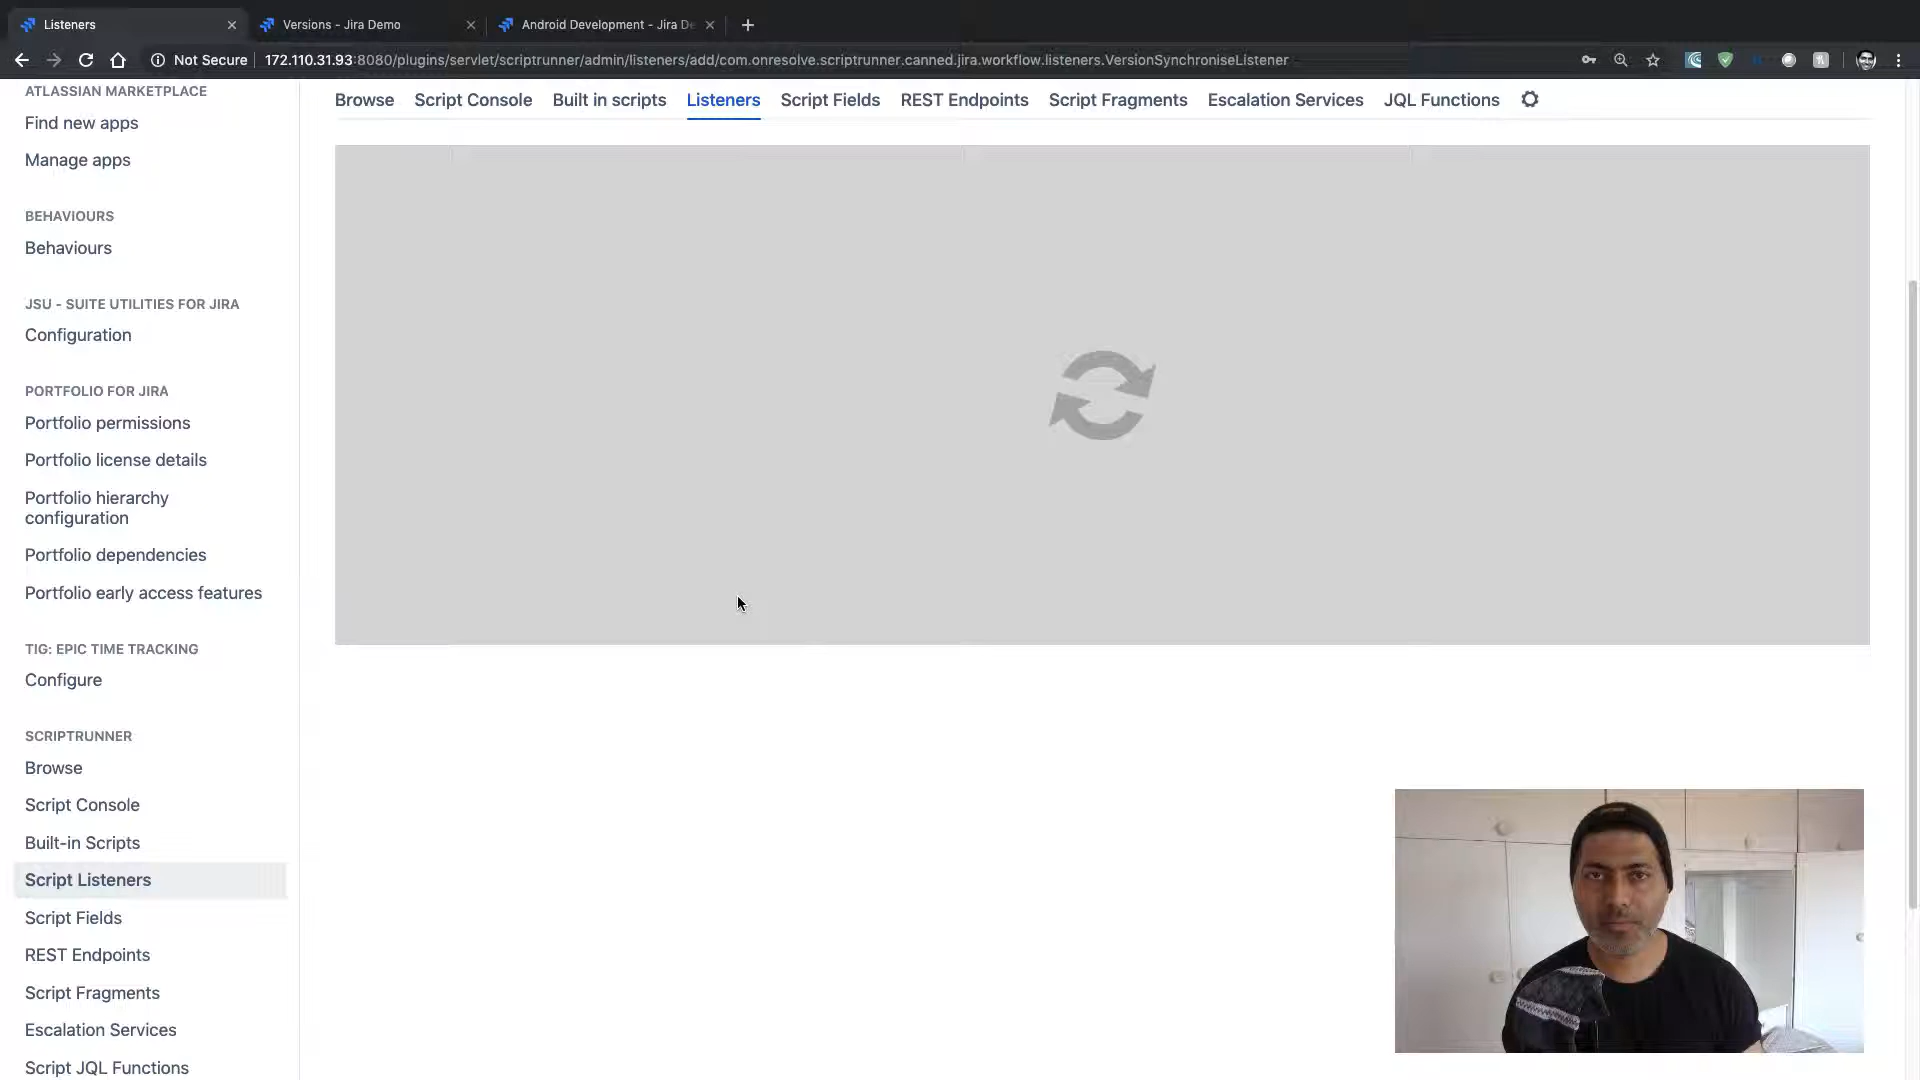 Listeners
Versions - Jira Demo
Android Development - Jira De
Not Secure
172.110.31.93:8080/plugins/servlet/scriptrunner/admin/listeners/add/com.onresolve.scriptrunner.canned.jira.workflow.listeners.VersionSynchroniseListener
Browse Script Console Built in scripts Listeners Script Fields REST Endpoints Script Fragments Escalation Services JQL Functions
ATLASSIAN MARKETPLACE
Find new apps
Manage apps
BEHAVIOURS
Behaviours
JSU - SUITE UTILITIES FOR JIRA
Configuration
PORTFOLIO FOR JIRA
Portfolio permissions
Portfolio license details
Portfolio hierarchy
configuration
Portfolio dependencies
Portfolio early access features
TIG: EPIC TIME TRACKING
Configure
SCRIPTRUNNER
Browse
Script Console
Built-in Scripts
Script Listeners
Script Fields
REST Endpoints
Script Fragments
Escalation Services
Script JQL Functions